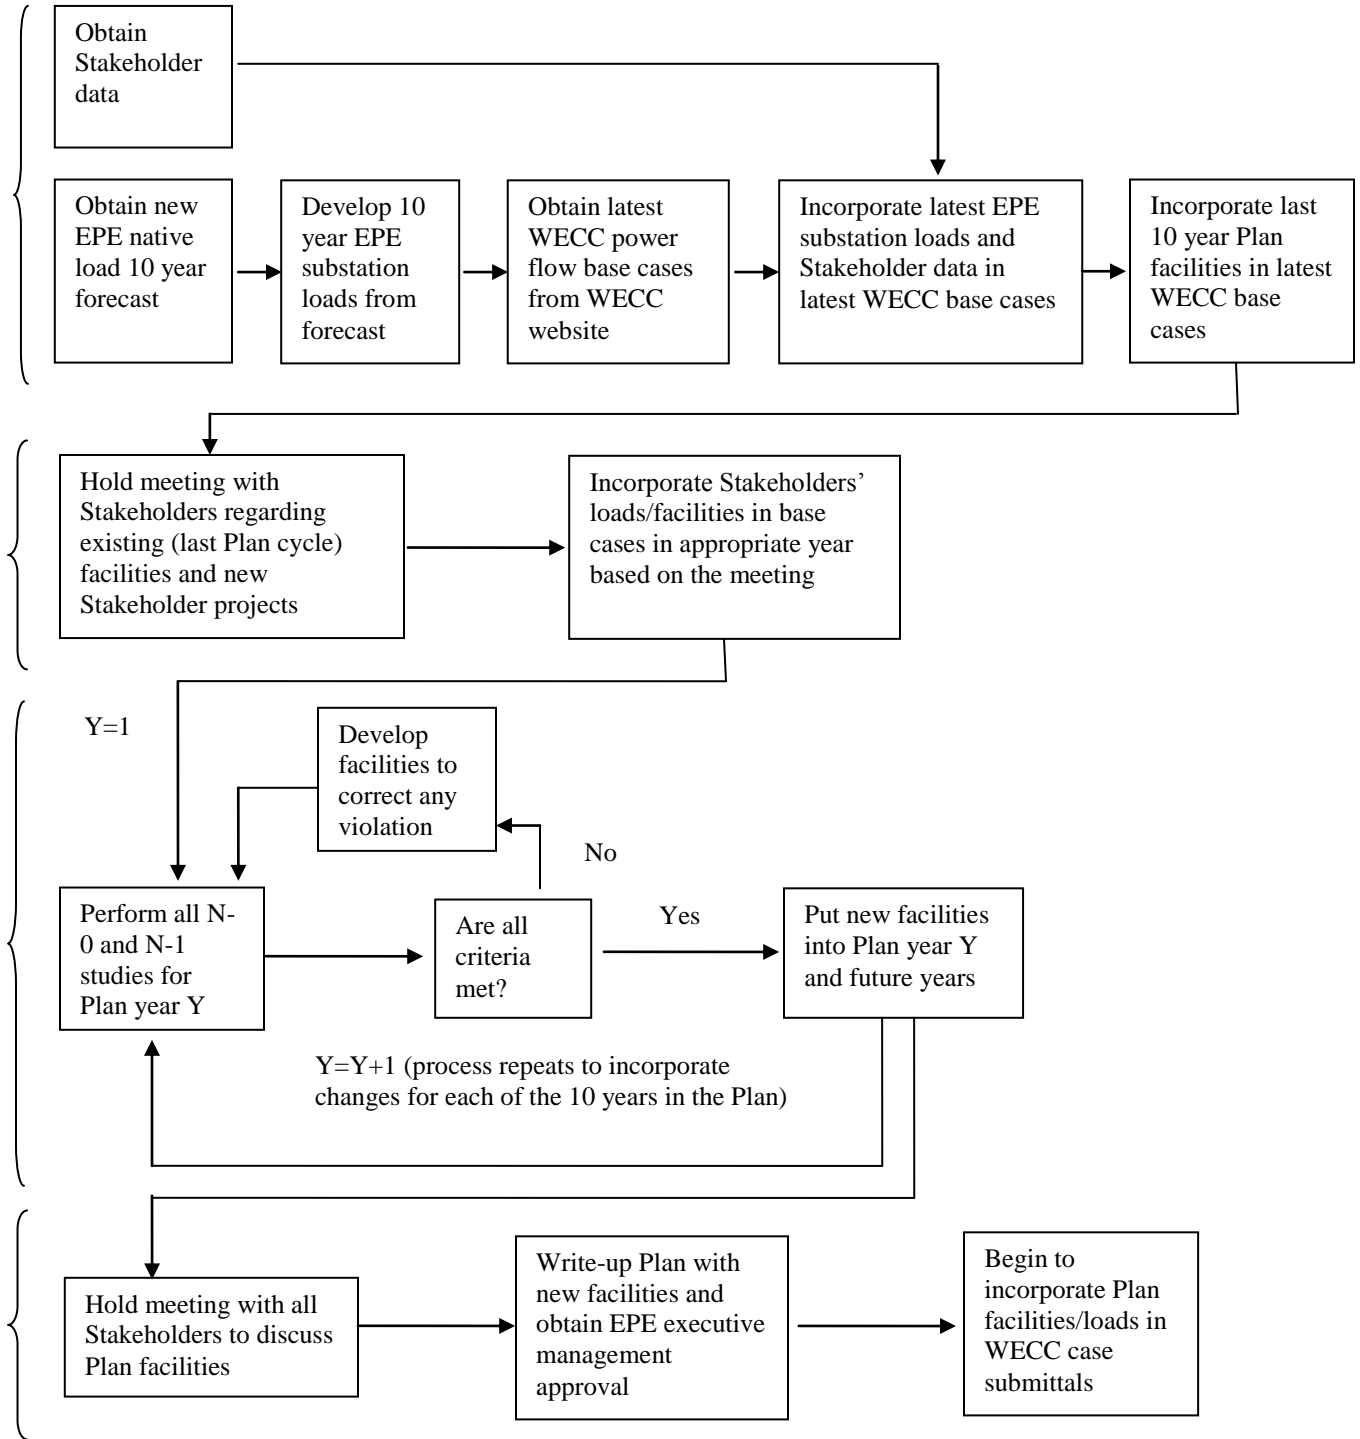 Obtain
Stakeholder
data
Obtain new
EPE native
load 10 year
forecast
Develop 10
year EPE
substation
loads from
forecast
Obtain latest
WECC power
flow base cases
from WECC
website
Incorporate latest EPE
substation loads and
Stakeholder data in
latest WECC base cases
Incorporate last
10 year Plan
facilities in latest
WECC base
cases
Hold meeting with
Stakeholders regarding
existing (last Plan cycle)
facilities and new
Stakeholder projects
Incorporate Stakeholders’
loads/facilities in base
cases in appropriate year
based on the meeting
Y=1
Develop
facilities to
correct any
violation
No
Perform all N-
0 and N-1
studies for
Plan year Y
Are all
criteria
met?
Yes
Put new facilities
into Plan year Y
and future years
Y=Y+1 (process repeats to incorporate
changes for each of the 10 years in the Plan)
Hold meeting with all
Stakeholders to discuss
Plan facilities
Write-up Plan with
new facilities and
obtain EPE executive
management
approval
Begin to
incorporate Plan
facilities/loads in
WECC case
submittals